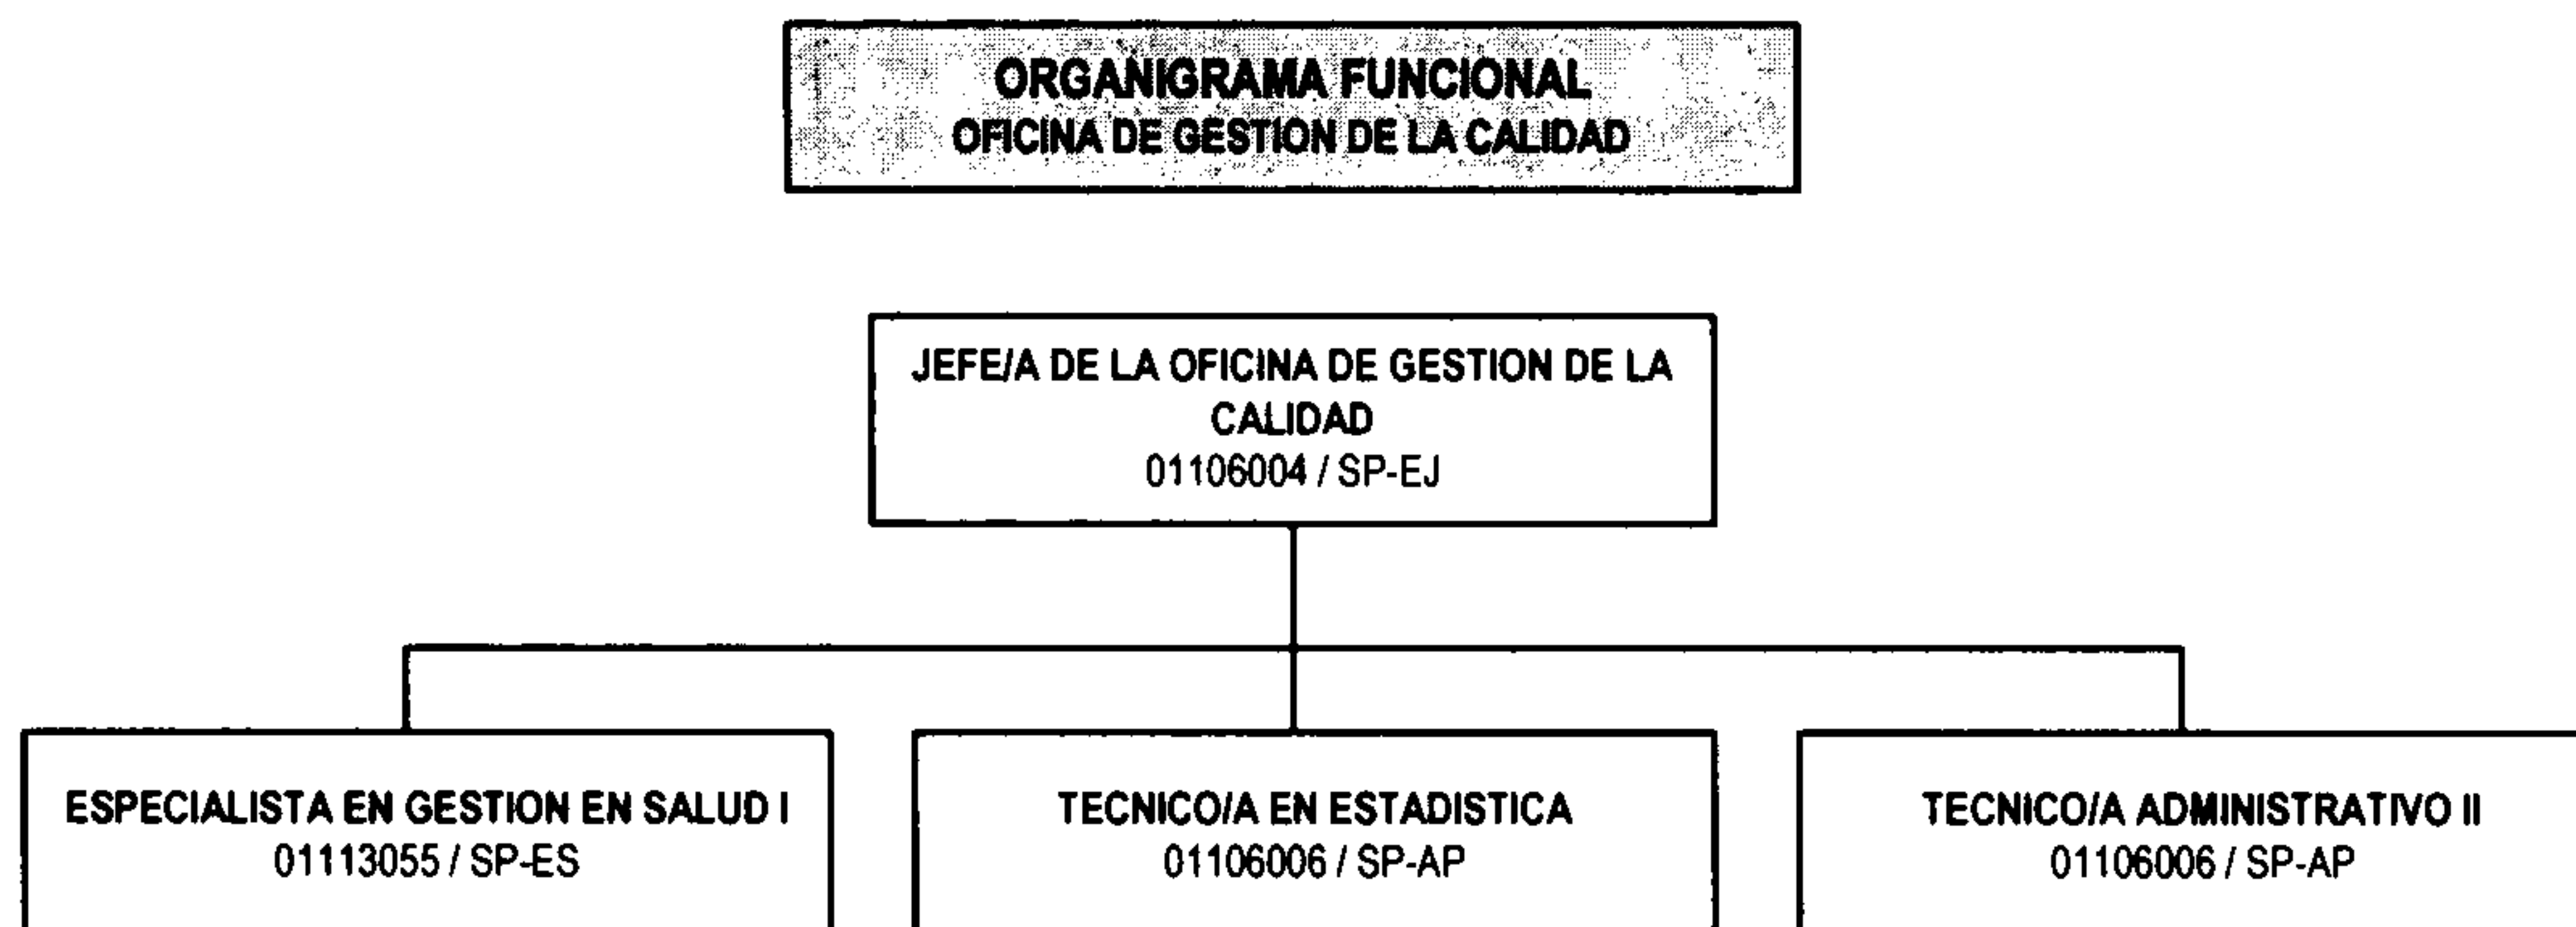 ORGANIGRAMA FUNCIONAL
OFICINA DE GESTION DE LA CALIDAD
JEFE/A DE LA OFICINA DE GESTION DE LA
CALIDAD
01106004 / SP-EJ
ESPECIALISTA EN GESTION EN SALUD I
01113055 / SP-ES
TECNICO/A EN ESTADISTICA
01106006 / SP-AP
TECNICO/A ADMINISTRATIVO II
01106006 / SP-AP